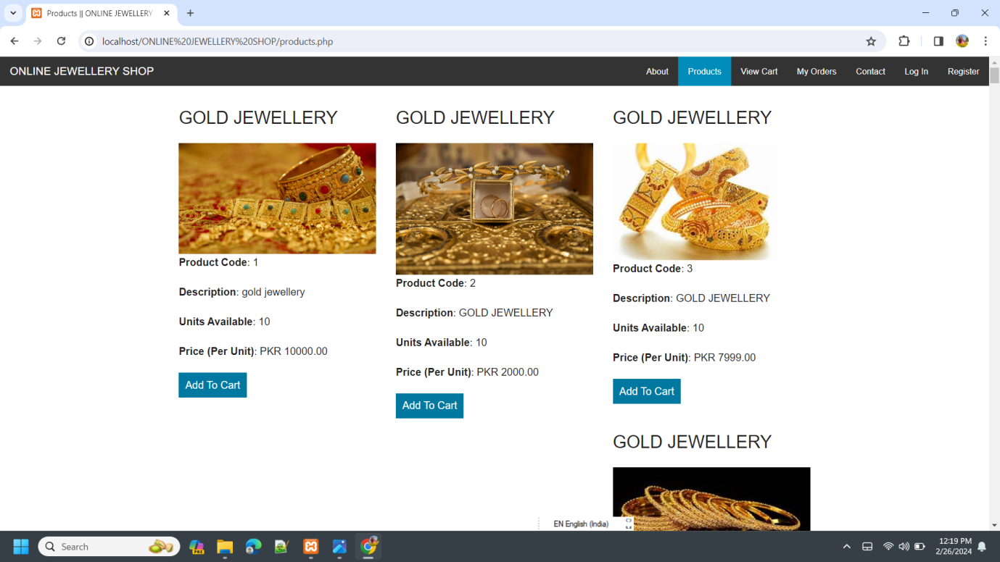 Products || ONLINE JEWELLERY
localhost/ONLINE%20JEWELLERY%20SHOP/products.php
ONLINE JEWELLERY SHOP
About
Products
View Cart
My Orders
Contact
Log In
Register
GOLD JEWELLERY
Product Code: 1
Description: gold jewellery
Units Available: 10
Price (Per Unit): PKR 10000.00
Add To Cart
GOLD JEWELLERY
Product Code: 2
Description: GOLD JEWELLERY
Units Available: 10
Price (Per Unit): PKR 2000.00
Add To Cart
GOLD JEWELLERY
Product Code: 3
Description: GOLD JEWELLERY
Units Available: 10
Price (Per Unit): PKR 7999.00
Add To Cart
GOLD JEWELLERY
EN English (India)
Search
PRE
12:19 PM
2/26/2024